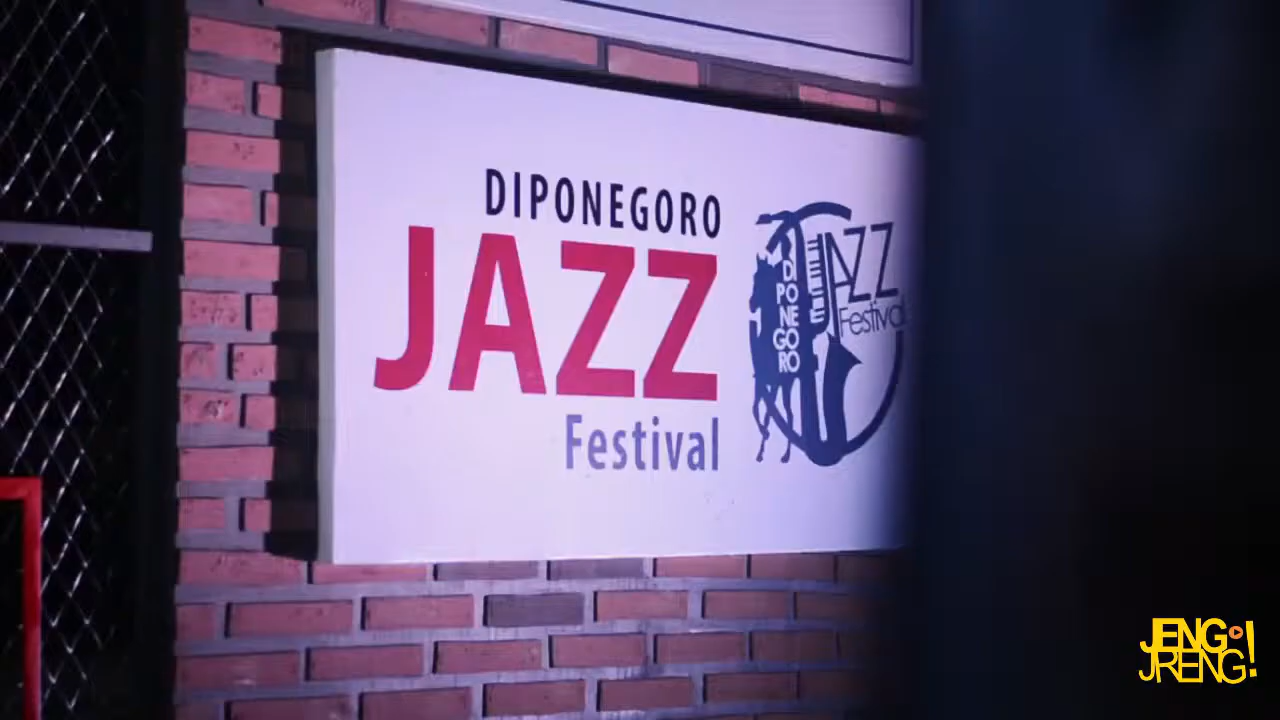 DIPONEGORO
JAZZ
Festival
DIPONEGORO
JAZZ
Festival
JENG
JRENG!